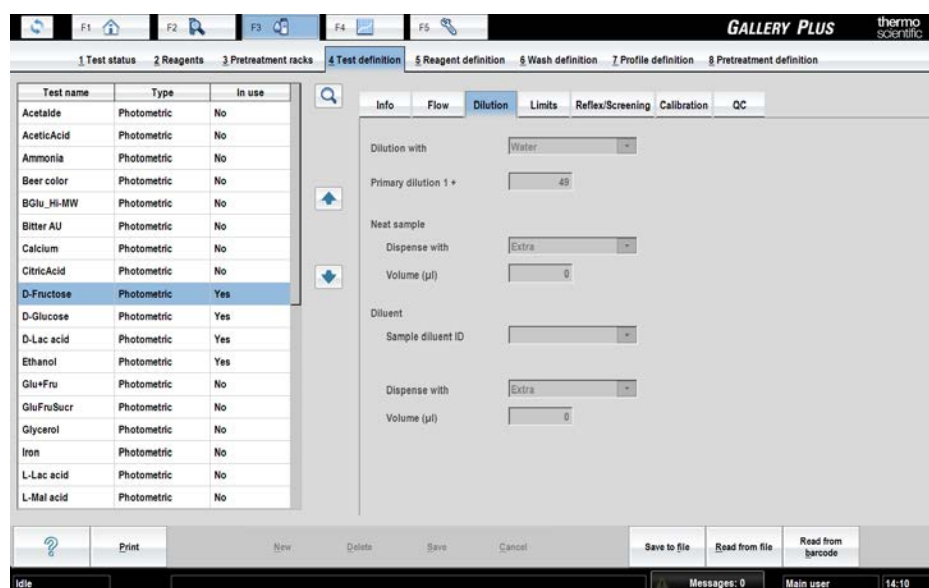 F1 F2 F3 F4 F5 GALLERY PLUS thermo scientific
1 Test status 2 Reagents 3 Pretreatment racks 4 Test definition 5 Reagent definition 6 Wash definition 7 Profile definition 8 Pretreatment definition
Test name Type In use
Acetalde Photometric No
AceticAcid Photometric No
Ammonia Photometric No
Beer color Photometric No
BGlu_Hi-MW Photometric No
Bitter AU Photometric No
Calcium Photometric No
CitricAcid Photometric No
D-Fructose Photometric Yes
D-Glucose Photometric Yes
D-Lac acid Photometric Yes
Ethanol Photometric Yes
Glu+Fru Photometric No
GluFruSucr Photometric No
Glycerol Photometric No
Iron Photometric No
L-Lac acid Photometric No
L-Mal acid Photometric No
Info Flow Dilution Limits Reflex/Screening Calibration QC
Dilution with Water
Primary dilution 1 + 49
Neat sample
Dispense with Extra
Volume (µl) 0
Diluent
Sample diluent ID
Dispense with Extra
Volume (µl) 0
? Print New Delete Save Cancel Save to file Read from file Read from barcode
Idle Messages: 0 Main user 14:10